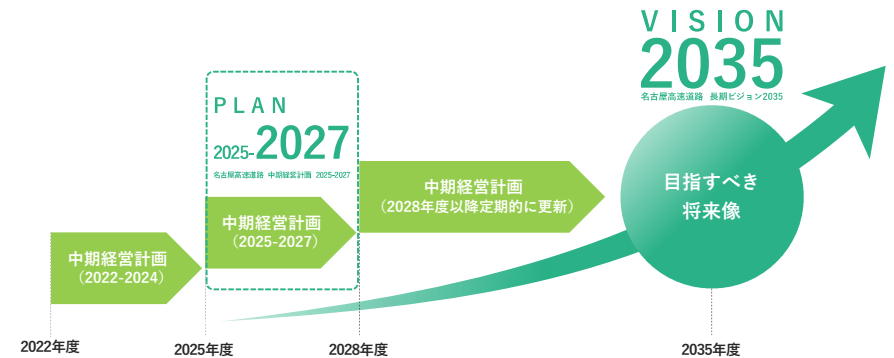 VISION
2035
名古屋高速道路 長期ビジョン2035
PLAN
2025-2027
名古屋高速道路 中期経営計画 2025-2027
目指すべき
将来像
中期経営計画
（2028年度以降定期的に更新）
中期経営計画
（2025-2027）
中期経営計画
（2022-2024）
2022年度
2025年度
2028年度
2035年度